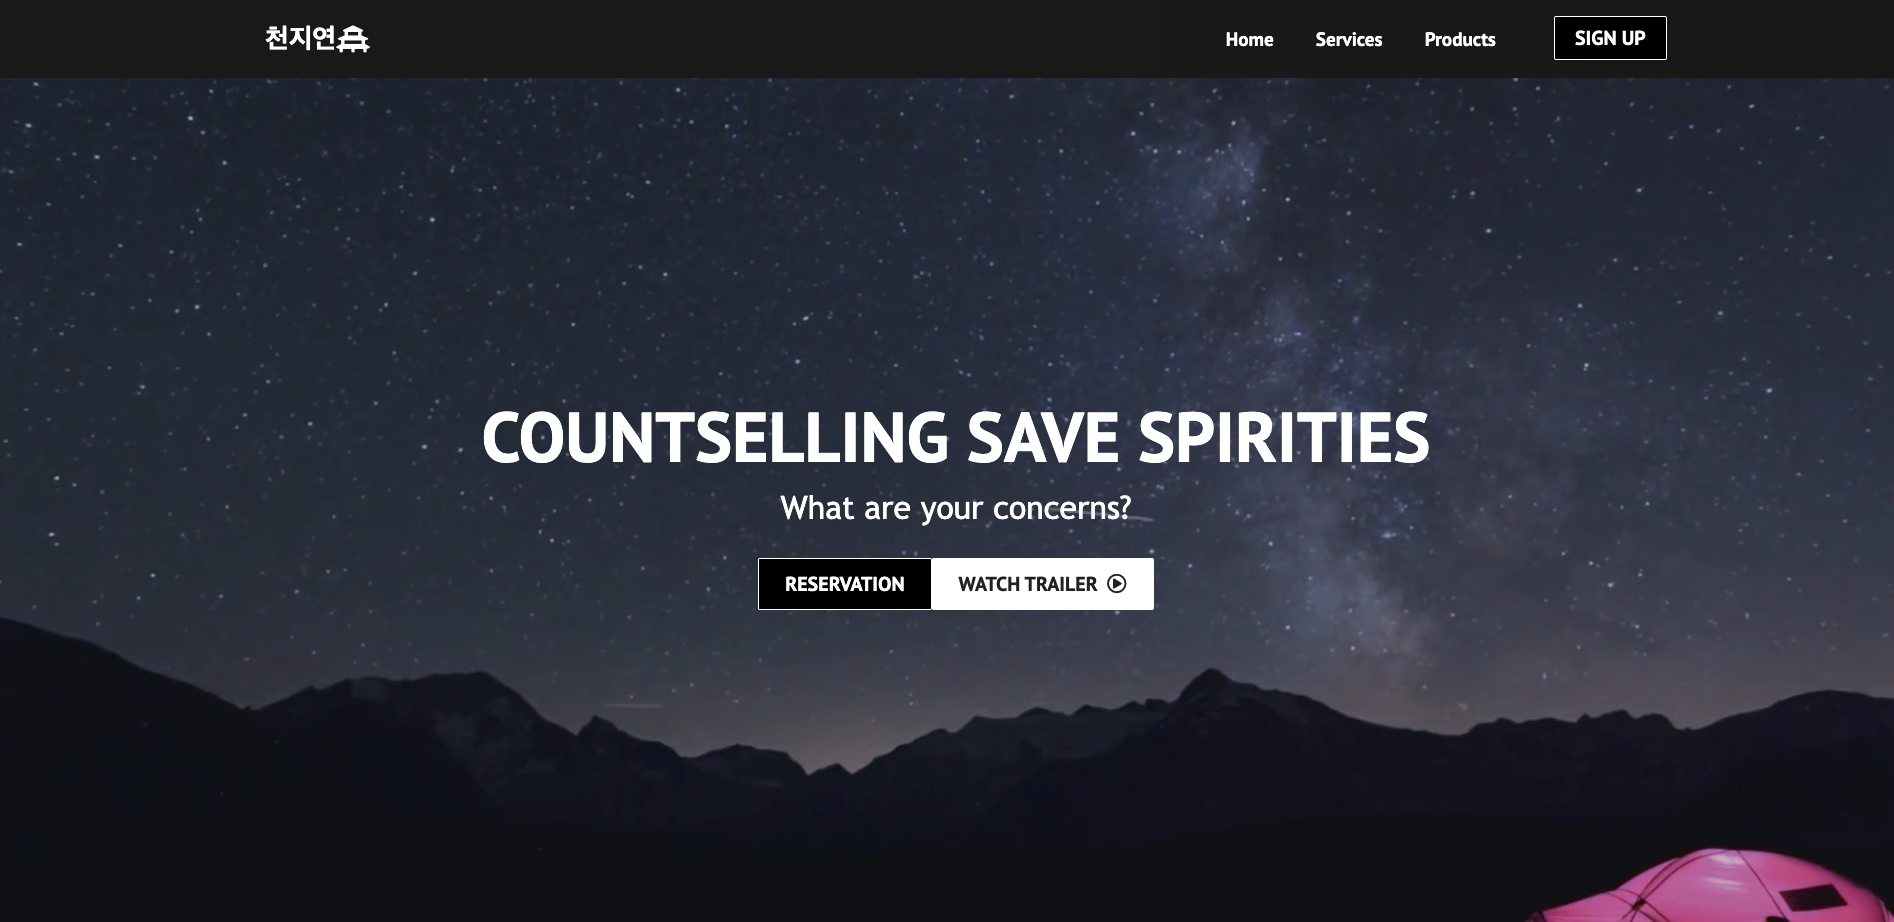 천지연
Home
Services
Products
SIGN UP
COUNTSELLING SAVE SPIRITIES
What are your concerns?
RESERVATION
WATCH TRAILER